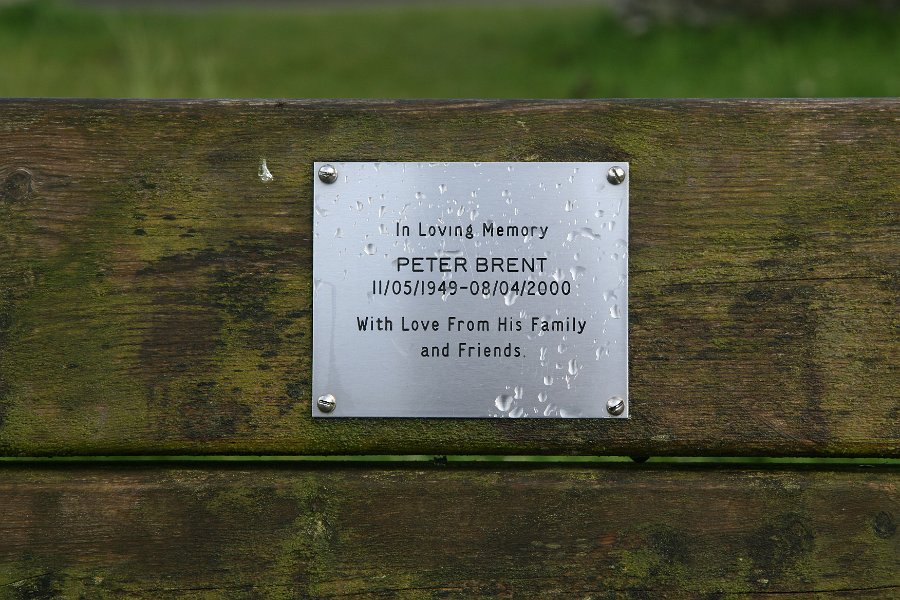 In Loving Memory
PETER BRENT
11/05/1949-08/04/2000
With Love From His Family
and Friends.